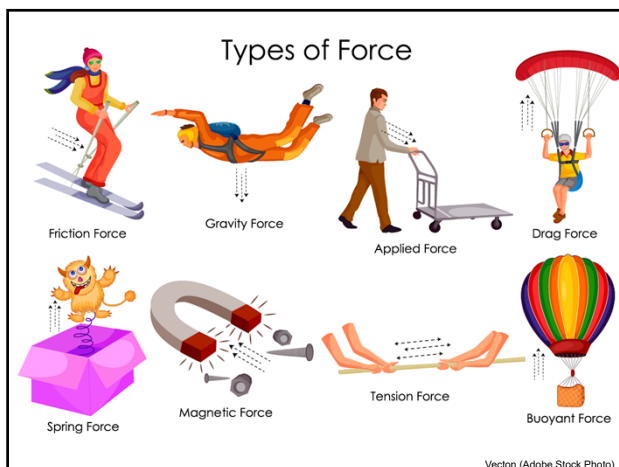 Types of Force
Friction Force
Gravity Force
Applied Force
Drag Force
Spring Force
Magnetic Force
Tension Force
Buoyant Force
Vecton (Adobe Stock Photo)